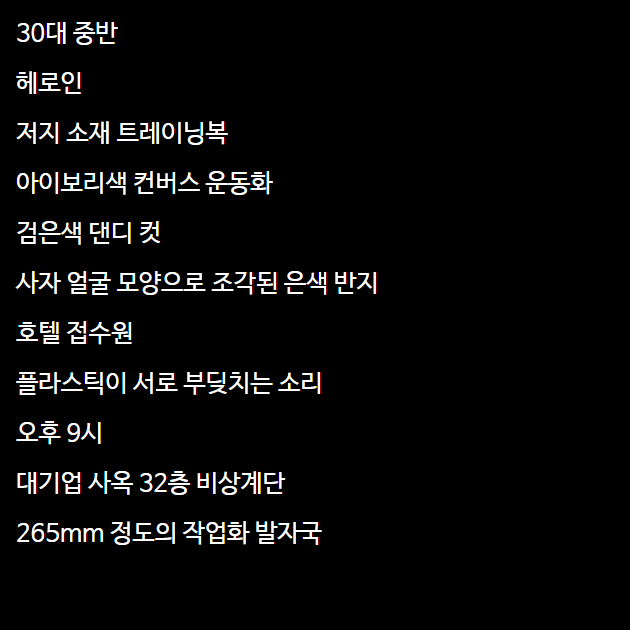 30대 중반
헤로인
저지 소재 트레이닝복
아이보리색 컨버스 운동화
검은색 댄디 컷
사자 얼굴 모양으로 조각된 은색 반지
호텔 접수원
플라스틱이 서로 부딪치는 소리
오후 9시
대기업 사옥 32층 비상계단
265mm 정도의 작업화 발자국